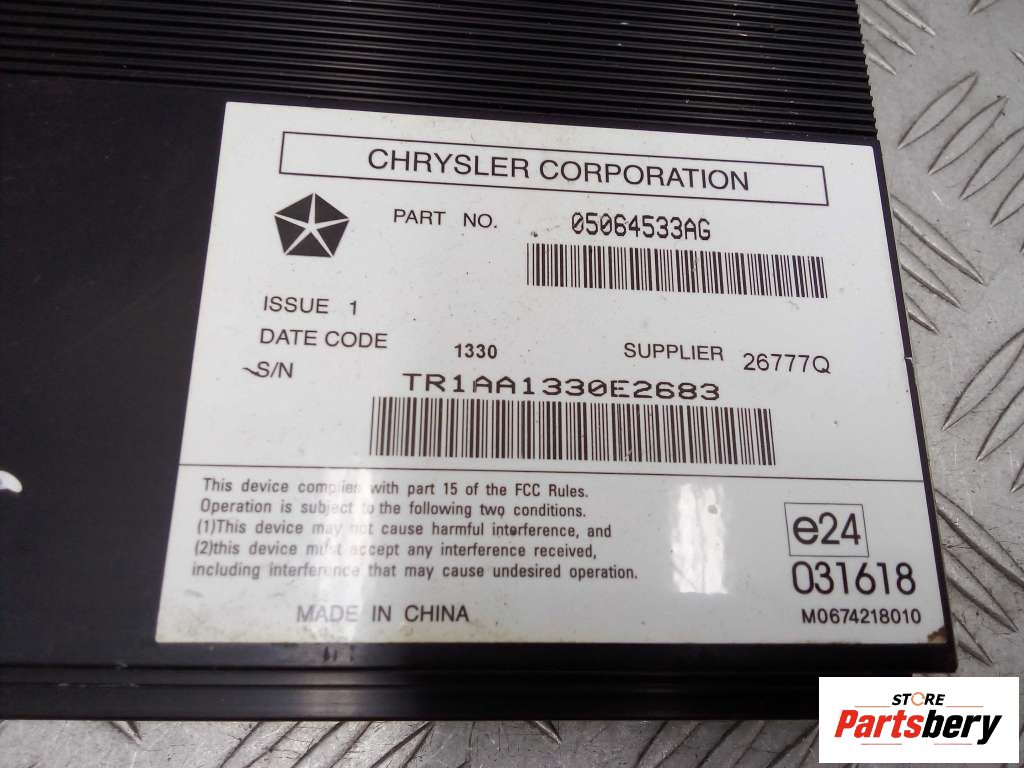 CHRYSLER CORPORATION
PART NO. 05064533AG
ISSUE 1
DATE CODE 1330 SUPPLIER 26777Q
S/N TR1AA1330E2683
This device complies with part 15 of the FCC Rules.
Operation is subject to the following two conditions.
(1)This device may not cause harmful interference, and
(2)this device must accept any interference received,
including interference that may cause undesired operation.
MADE IN CHINA
e24
031618
M0674218010
STORE
Partsbery